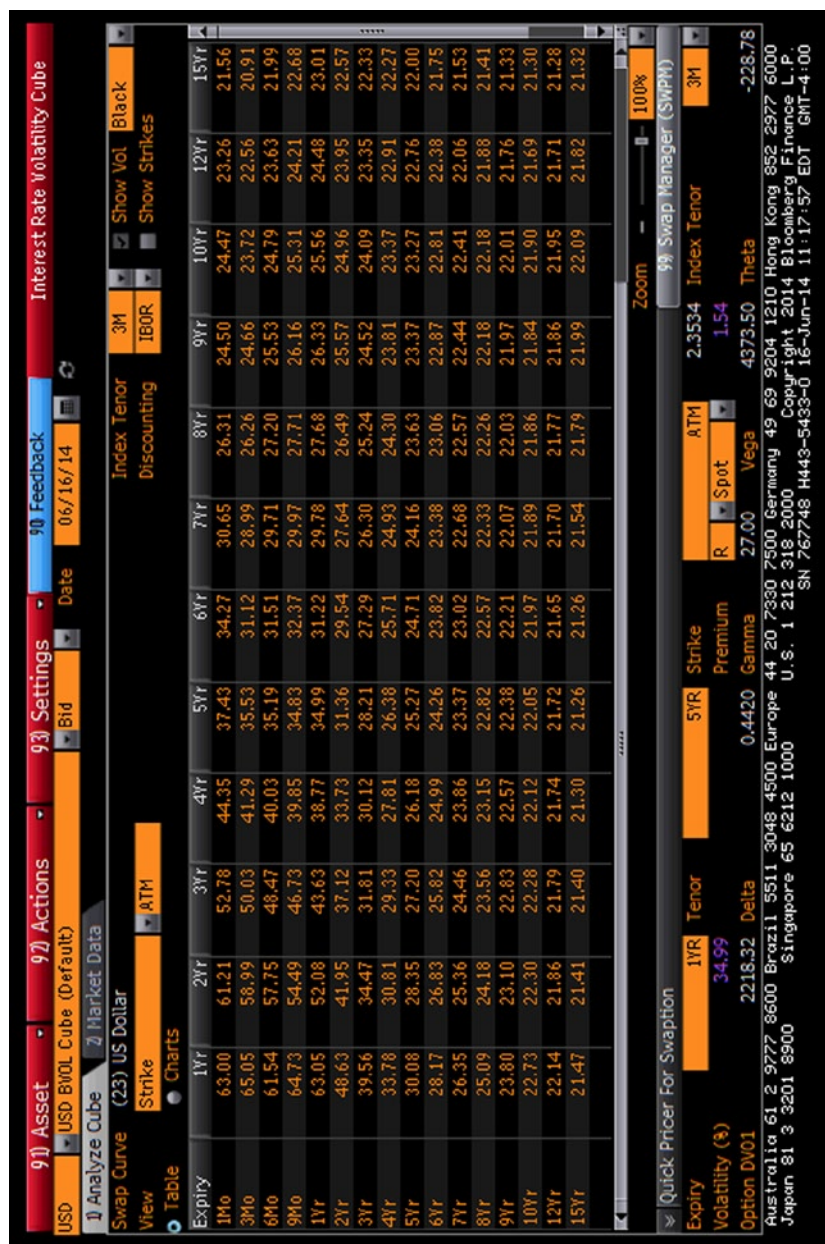 91) Asset 92) Actions 93) Settings 90) Feedback Interest Rate Volatility Cube
USD USD BVOL Cube (Default) Bid Date 06/16/14
1) Analyze Cube 2) Market Data
Swap Curve (23) US Dollar Index Tenor 3M Show Vol Black
View Strike ATM Discounting IBOR Show Strikes
Table Charts
Expiry 1Yr 2Yr 3Yr 4Yr 5Yr 6Yr 7Yr 8Yr 9Yr 10Yr 12Yr 15Yr
1Mo 63.00 61.21 52.78 44.35 37.43 34.27 30.65 26.31 24.50 24.47 23.26 21.56
3Mo 65.05 58.99 50.03 41.29 35.53 31.12 28.99 26.26 24.66 23.72 22.56 20.91
6Mo 61.54 57.75 48.47 40.03 35.19 31.51 29.71 27.20 25.53 24.79 23.63 21.99
9Mo 64.73 54.49 46.73 39.85 34.83 32.37 29.97 27.71 26.16 25.31 24.21 22.68
1Yr 63.05 52.08 43.63 38.77 34.99 31.22 29.78 27.68 26.33 25.56 24.48 23.01
2Yr 48.63 41.95 37.12 33.73 31.36 29.54 27.64 26.49 25.57 24.96 23.95 22.57
3Yr 39.56 34.47 31.81 30.12 28.21 27.29 26.30 25.24 24.52 24.09 23.35 22.33
4Yr 33.78 30.81 29.33 27.81 26.38 25.71 24.93 24.30 23.81 23.37 22.91 22.27
5Yr 30.08 28.35 27.20 26.18 25.27 24.71 24.16 23.63 23.37 23.27 22.76 22.00
6Yr 28.17 26.83 25.82 24.99 24.26 23.82 23.38 23.06 22.87 22.81 22.38 21.75
7Yr 26.35 25.36 24.46 23.86 23.37 23.02 22.68 22.57 22.44 22.41 22.06 21.53
8Yr 25.09 24.18 23.56 23.15 22.82 22.57 22.33 22.26 22.18 22.18 21.88 21.41
9Yr 23.80 23.10 22.83 22.57 22.38 22.21 22.07 22.03 21.97 22.01 21.76 21.33
10Yr 22.73 22.30 22.28 22.12 22.05 21.97 21.89 21.86 21.84 21.90 21.69 21.30
12Yr 22.14 21.86 21.79 21.74 21.72 21.65 21.70 21.77 21.86 21.95 21.71 21.28
15Yr 21.47 21.41 21.40 21.30 21.26 21.26 21.54 21.79 21.99 22.09 21.82 21.32
Zoom - 100%
Quick Pricer For Swaption 99) Swap Manager (SWPM)
Expiry 1YR Tenor 5YR Strike ATM 2.3534 Index Tenor 3M
Volatility (%) 34.99 Premium R Spot 1.54
Option DV01 2218.32 Delta 0.4420 Gamma 27.00 Vega 4373.50 Theta -228.78
Australia 61 2 9777 8600 Brazil 5511 3048 4500 Europe 44 20 7330 7500 Germany 49 69 9204 1210 Hong Kong 852 2977 6000
Japan 81 3 3201 8900 Singapore 65 6212 1000 U.S. 1 212 318 2000 Copyright 2014 Bloomberg Finance L.P.
SN 767748 H443-5433-0 16-Jun-14 11:17:57 EDT GMT-4:00